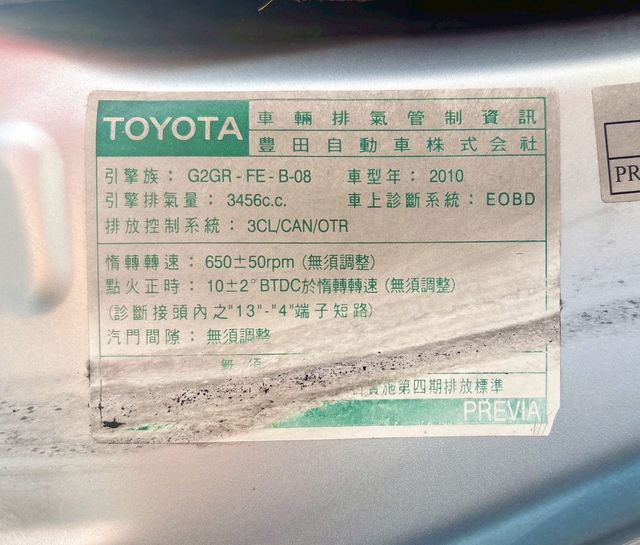 TOYOTA
車輛排氣管制資訊
豐田自動車株式会社
引擎族： G2GR-FE-B-08 車型年： 2010
引擎排氣量： 3456c.c. 車上診斷系統： EOBD
排放控制系統： 3CL/CAN/OTR
惰轉轉速： 650±50rpm (無須調整)
點火正時： 10±2°BTDC於惰轉轉速 (無須調整)
(診斷接頭內之"13"-"4"端子短路)
汽門間隙： 無須調整
無須
實施第四期排放標準
PREVIA
PR